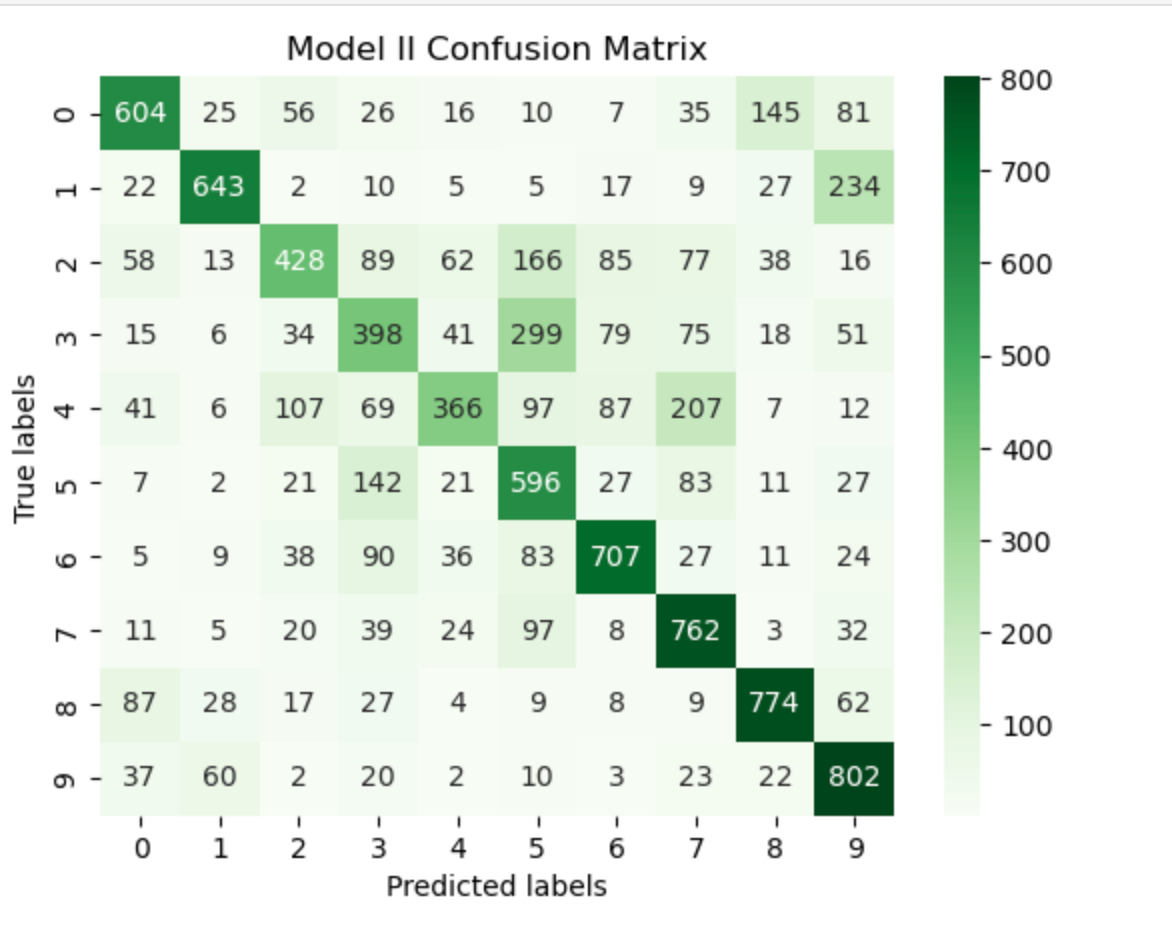 Model II Confusion Matrix
0 604 25 56 26 16 10 7 35 145 81
1 22 643 2 10 5 5 17 9 27 234
2 58 13 428 89 62 166 85 77 38 16
3 15 6 34 398 41 299 79 75 18 51
4 41 6 107 69 366 97 87 207 7 12
5 7 2 21 142 21 596 27 83 11 27
6 5 9 38 90 36 83 707 27 11 24
7 11 5 20 39 24 97 8 762 3 32
8 87 28 17 27 4 9 8 9 774 62
9 37 60 2 20 2 10 3 23 22 802
0 1 2 3 4 5 6 7 8 9
Predicted labels
True labels
800
700
600
500
400
300
200
100